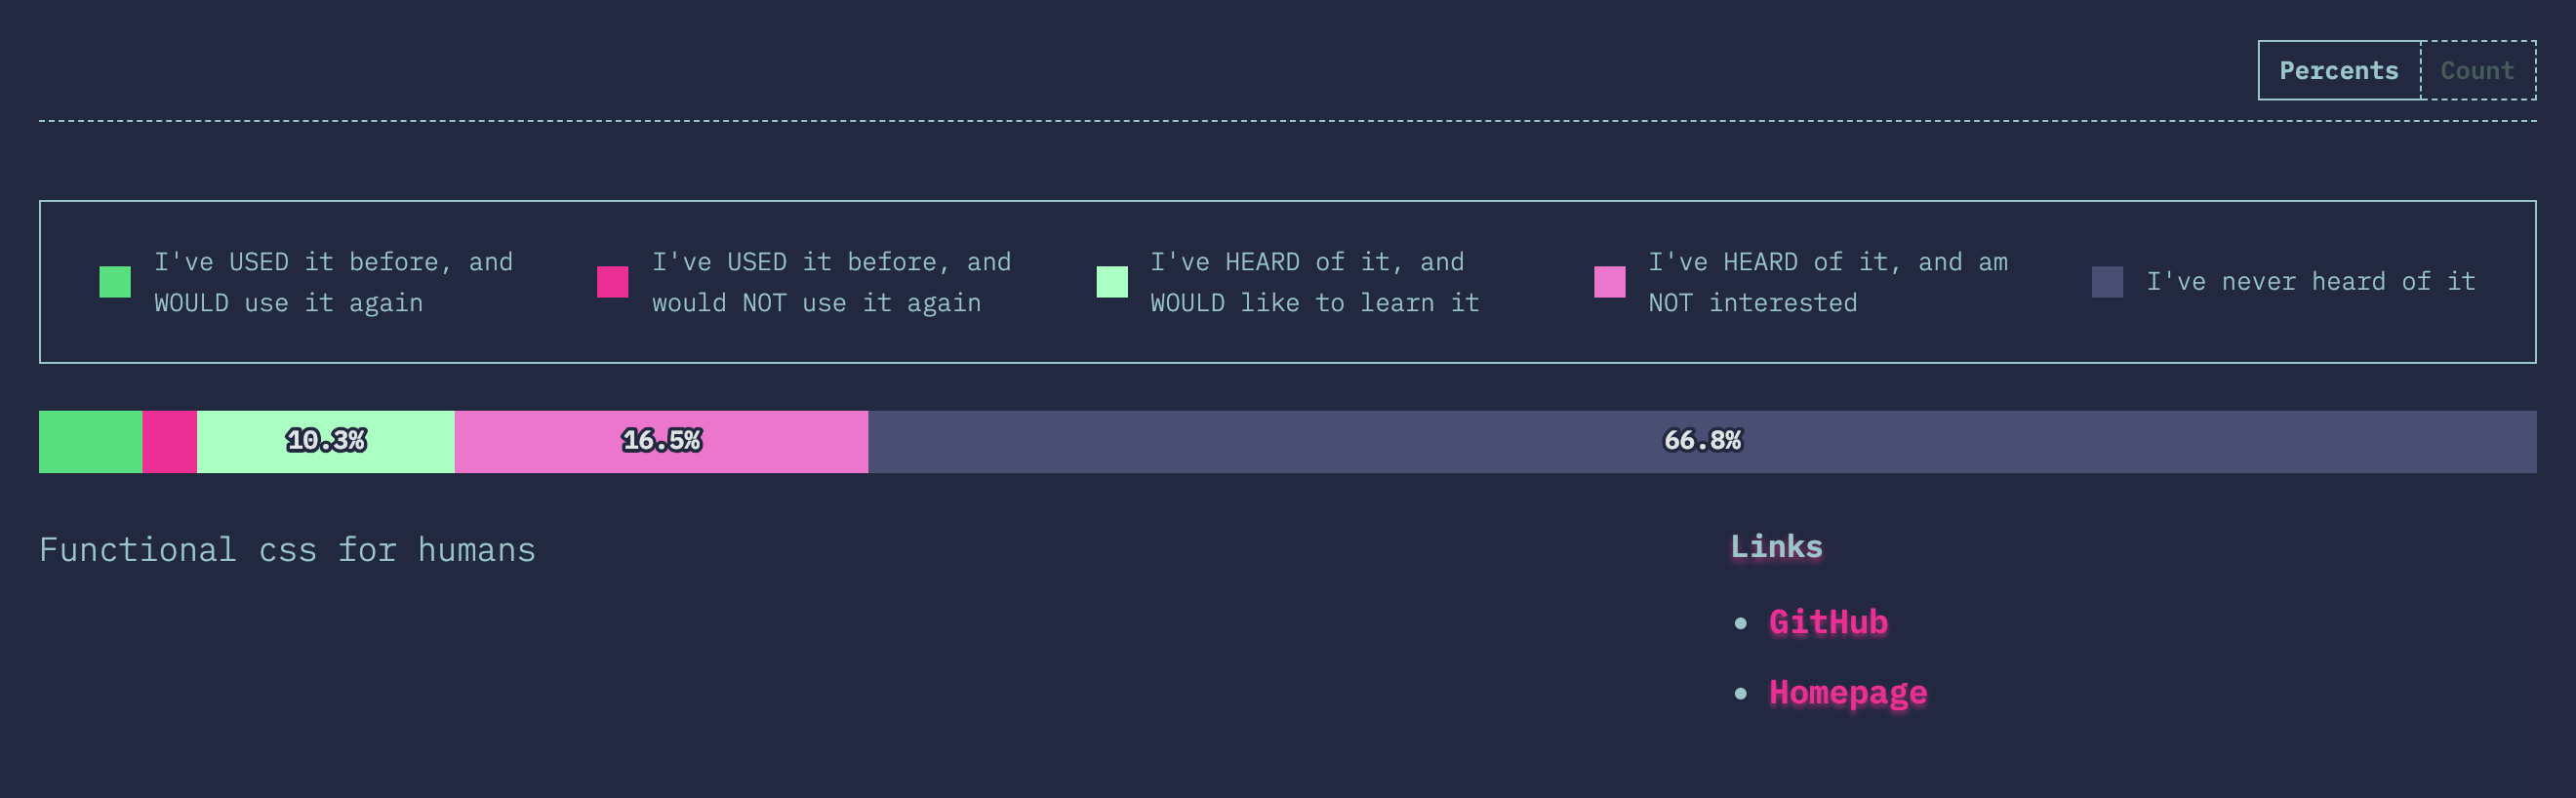 Percents
Count
I've USED it before, and
WOULD use it again
I've USED it before, and
would NOT use it again
I've HEARD of it, and
WOULD like to learn it
I've HEARD of it, and am
NOT interested
I've never heard of it
10.3%
16.5%
66.8%
Functional css for humans
Links
GitHub
Homepage